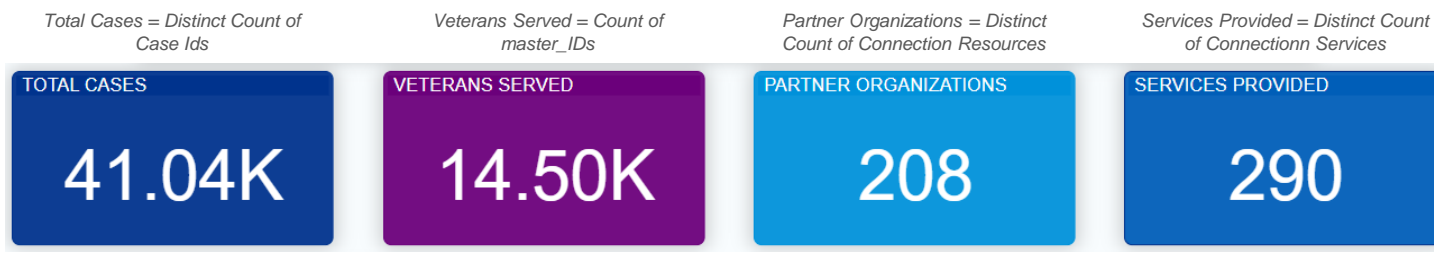 Total Cases = Distinct Count of
Case Ids
Veterans Served = Count of
master_IDs
Partner Organizations = Distinct
Count of Connection Resources
Services Provided = Distinct Count
of Connectionn Services
TOTAL CASES
41.04K
VETERANS SERVED
14.50K
PARTNER ORGANIZATIONS
208
SERVICES PROVIDED
290